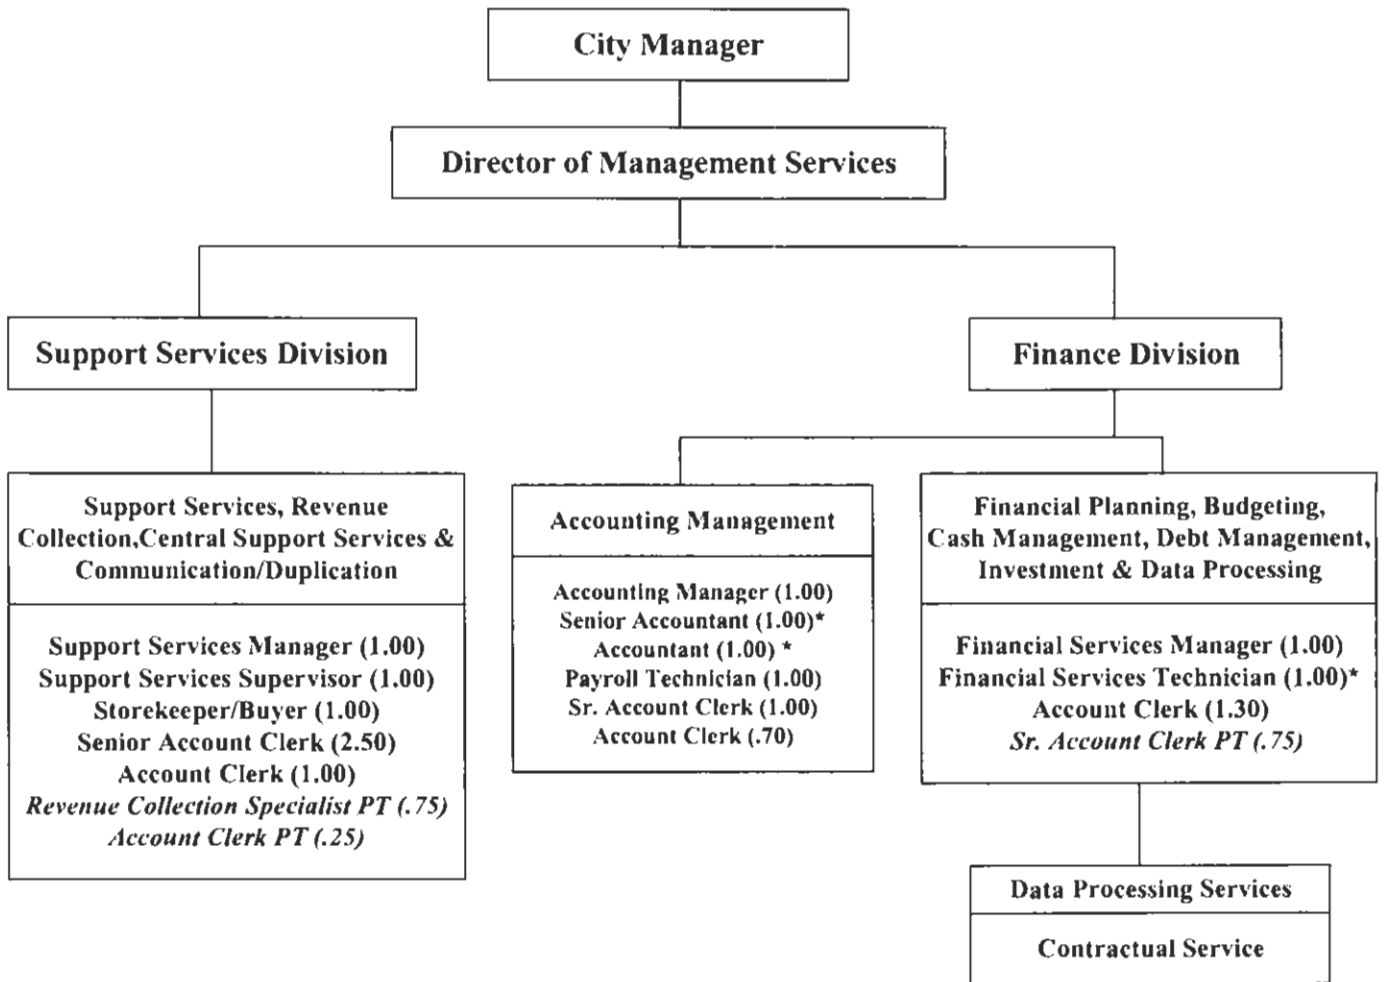 City Manager
Director of Management Services
Support Services Division
Finance Division
Support Services, Revenue
Collection,Central Support Services &
Communication/Duplication
Support Services Manager (1.00)
Support Services Supervisor (1.00)
Storekeeper/Buyer (1.00)
Senior Account Clerk (2.50)
Account Clerk (1.00)
Revenue Collection Specialist PT (.75)
Account Clerk PT (.25)
Accounting Management
Accounting Manager (1.00)
Senior Accountant (1.00)*
Accountant (1.00) *
Payroll Technician (1.00)
Sr. Account Clerk (1.00)
Account Clerk (.70)
Financial Planning, Budgeting,
Cash Management, Debt Management,
Investment & Data Processing
Financial Services Manager (1.00)
Financial Services Technician (1.00)*
Account Clerk (1.30)
Sr. Account Clerk PT (.75)
Data Processing Services
Contractual Service